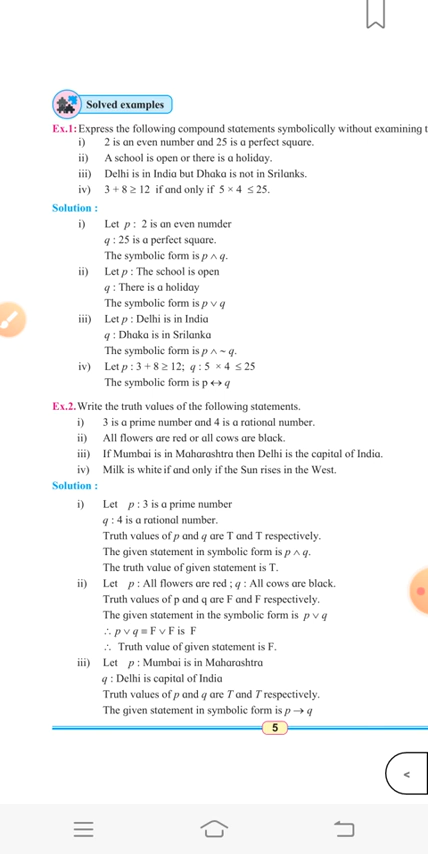 Solved examples
Ex.1: Express the following compound statements symbolically without examining t
i) 2 is an even number and 25 is a perfect square.
ii) A school is open or there is a holiday.
iii) Delhi is in India but Dhaka is not in Srilanks.
iv) 3 + 8 ≥ 12 if and only if 5 × 4 ≤ 25.
Solution :
i) Let p : 2 is an even numder
q : 25 is a perfect square.
The symbolic form is p ∧ q.
ii) Let p : The school is open
q : There is a holiday
The symbolic form is p ∨ q
iii) Let p : Delhi is in India
q : Dhaka is in Srilanka
The symbolic form is p ∧ ~ q.
iv) Let p : 3 + 8 ≥ 12; q : 5 × 4 ≤ 25
The symbolic form is p ↔ q
Ex.2. Write the truth values of the following statements.
i) 3 is a prime number and 4 is a rational number.
ii) All flowers are red or all cows are black.
iii) If Mumbai is in Maharashtra then Delhi is the capital of India.
iv) Milk is white if and only if the Sun rises in the West.
Solution :
i) Let p : 3 is a prime number
q : 4 is a rational number.
Truth values of p and q are T and T respectively.
The given statement in symbolic form is p ∧ q.
The truth value of given statement is T.
ii) Let p : All flowers are red ; q : All cows are black.
Truth values of p and q are F and F respectively.
The given statement in the symbolic form is p ∨ q
∴ p ∨ q ≡ F ∨ F is F
∴ Truth value of given statement is F.
iii) Let p : Mumbai is in Maharashtra
q : Delhi is capital of India
Truth values of p and q are T and T respectively.
The given statement in symbolic form is p → q
5